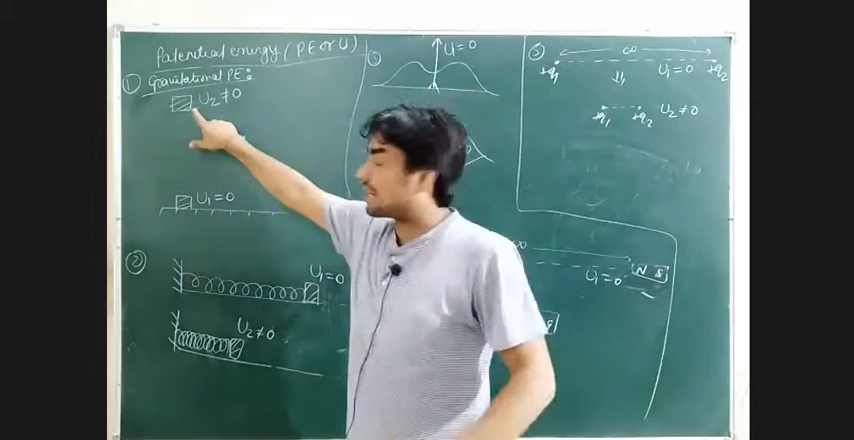 Potential energy (PE or U)
① Gravitational PE:
U₂ ≠ 0
U₁ = 0
②
U₁ = 0
U₂ ≠ 0
③
U = 0
⑤
∞
+q₁
U₁ = 0
+q₂
+q₁
+q₂
U₂ ≠ 0
∞
N S
U₁ = 0